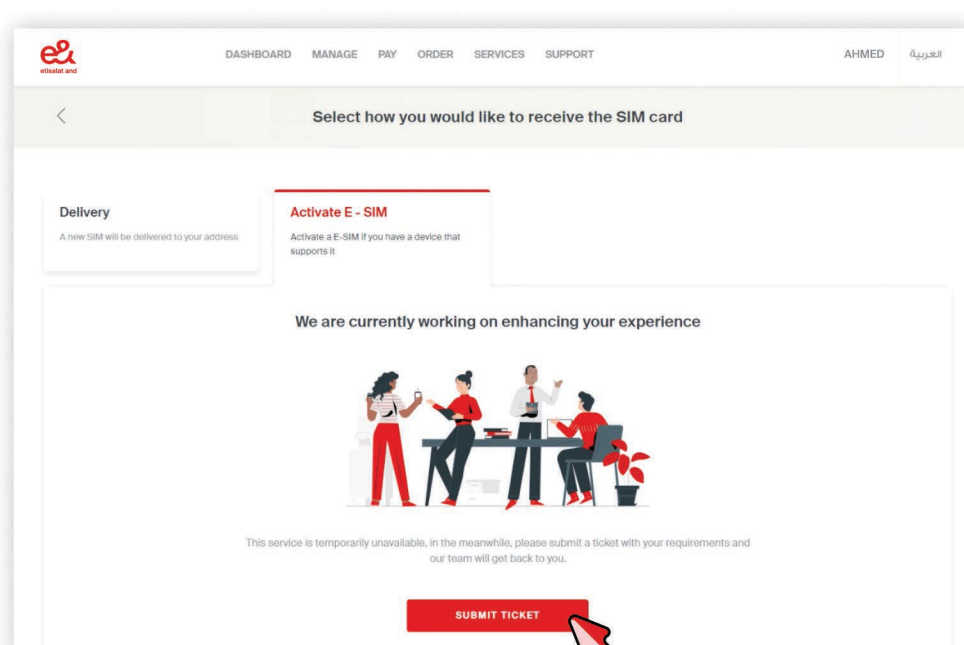 e&
etisalat and
DASHBOARD MANAGE PAY ORDER SERVICES SUPPORT AHMED العربية
Select how you would like to receive the SIM card
Delivery
A new SIM will be delivered to your address
Activate E - SIM
Activate a E-SIM if you have a device that
supports it
We are currently working on enhancing your experience
This service is temporarily unavailable, in the meanwhile, please submit a ticket with your requirements and
our team will get back to you.
SUBMIT TICKET